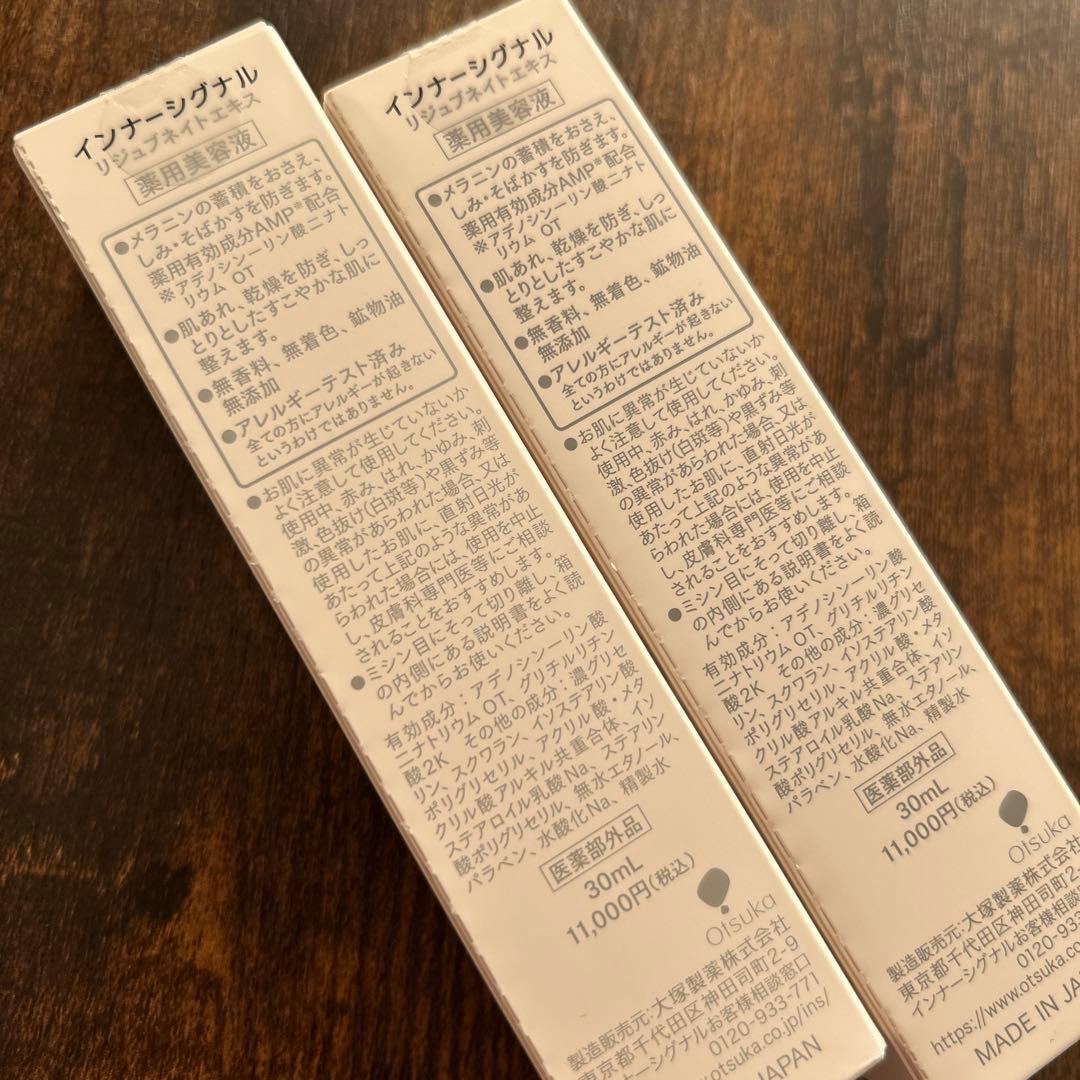 インナーシグナル
リジュブネイトエキス
薬用美容液
●メラニンの蓄積をおさえ、
しみ・そばかすを防ぎます。
薬用有効成分AMP※配合
※アデノシン一リン酸二ナト
リウム OT
●肌あれ、乾燥を防ぎ、しっ
とりとしたすこやかな肌に
整えます。
●無香料、無着色、鉱物油
無添加
●アレルギーテスト済み
全ての方にアレルギーが起きない
というわけではありません。
●お肌に異常が生じていないか
よく注意して使用してください。
使用中、赤み、はれ、かゆみ、刺
激、色抜け(白斑等)や黒ずみ等
の異常があらわれた場合、又は
使用したお肌に、直射日光が
あたって上記のような異常があ
らわれた場合には、使用を中止
し、皮膚科専門医等にご相談
されることをおすすめします。
●ミシン目にそって切り離し、箱
の内側にある説明書をよく読
んでからお使いください。
有効成分：アデノシン一リン酸
二ナトリウム OT、グリチルリチン
酸2K その他の成分：濃グリセ
リン、スクワラン、イソステアリン酸
ポリグリセリル、アクリル酸・メタ
クリル酸アルキル共重合体、イソ
ステアロイル乳酸Na、ステアリン
酸ポリグリセリル、無水エタノール、
パラベン、水酸化Na、精製水
医薬部外品
30mL
11,000円(税込)
Otsuka
製造販売元:大塚製薬株式会社
東京都千代田区神田司町2-9
ナーシグナルお客様相談窓口
0120-933-771
w.otsuka.co.jp/ins/
JAPAN
インナーシグナル
リジュブネイトエキス
薬用美容液
●メラニンの蓄積をおさえ、
しみ・そばかすを防ぎます。
薬用有効成分AMP※配合
※アデノシン一リン酸二ナト
リウム OT
●肌あれ、乾燥を防ぎ、しっ
とりとしたすこやかな肌に
整えます。
●無香料、無着色、鉱物油
無添加
●アレルギーテスト済み
全ての方にアレルギーが起きない
というわけではありません。
●お肌に異常が生じていないか
よく注意して使用してください。
使用中、赤み、はれ、かゆみ、刺
激、色抜け(白斑等)や黒ずみ等
の異常があらわれた場合、又は
使用したお肌に、直射日光が
あたって上記のような異常があ
らわれた場合には、使用を中止
し、皮膚科専門医等にご相談
されることをおすすめします。
●ミシン目にそって切り離し、箱
の内側にある説明書をよく読
んでからお使いください。
有効成分：アデノシン一リン酸
二ナトリウム OT、グリチルリチン
酸2K その他の成分：濃グリセ
リン、スクワラン、イソステアリン酸
ポリグリセリル、アクリル酸・メタ
クリル酸アルキル共重合体、イソ
ステアロイル乳酸Na、ステアリン
酸ポリグリセリル、無水エタノール、
パラベン、水酸化Na、精製水
医薬部外品
30mL
11,000円(税込)
Otsuka
製造販売元:大塚製薬株式会社
東京都千代田区神田司町2-
インナーシグナルお客様相談
0120-933
https://www.otsuka.co
MADE IN JA